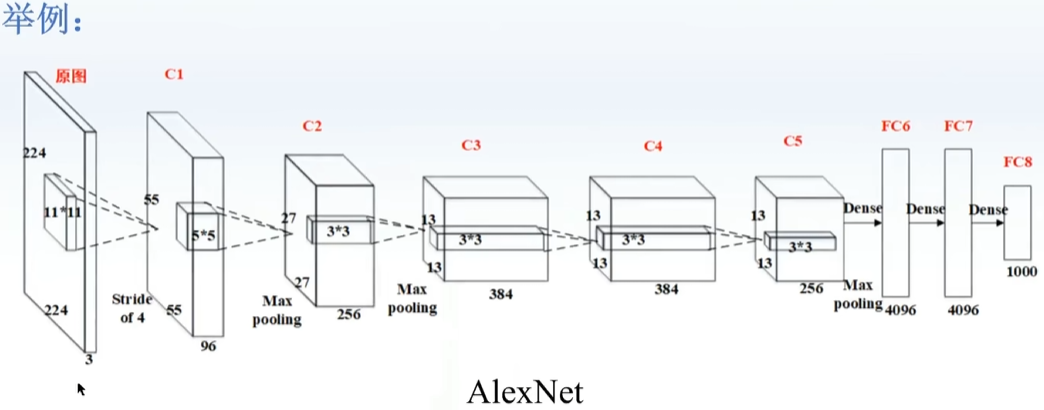 举例：
原图
C1
C2
C3
C4
C5
FC6
FC7
FC8
224
11*11
224
3
Stride
of 4
55
5*5
55
96
Max
pooling
27
3*3
27
256
Max
pooling
13
3*3
13
384
13
3*3
13
384
13
3*3
13
256
Max
pooling
Dense
4096
Dense
4096
Dense
1000
AlexNet